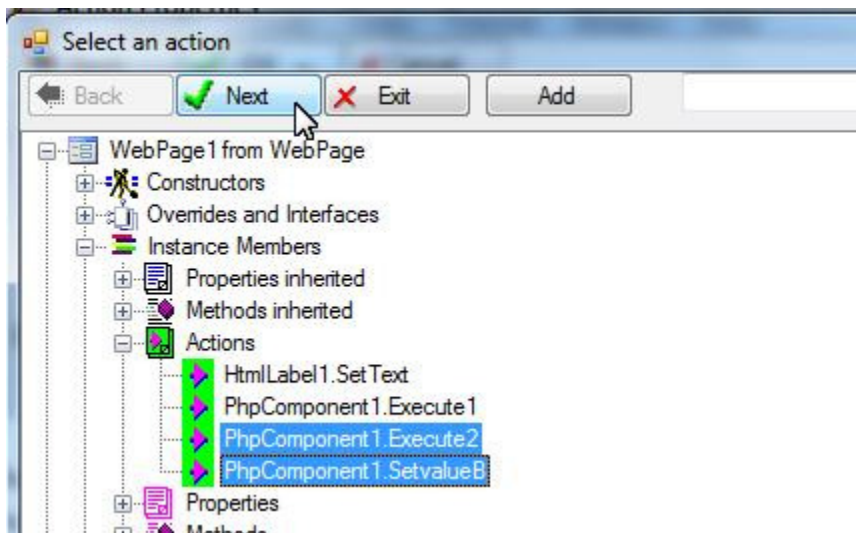 Select an action
Back Next Exit Add
WebPage1 from WebPage
Constructors
Overrides and Interfaces
Instance Members
Properties inherited
Methods inherited
Actions
HtmlLabel1.SetText
PhpComponent1.Execute1
PhpComponent1.Execute2
PhpComponent1.SetvalueB
Properties
Methods